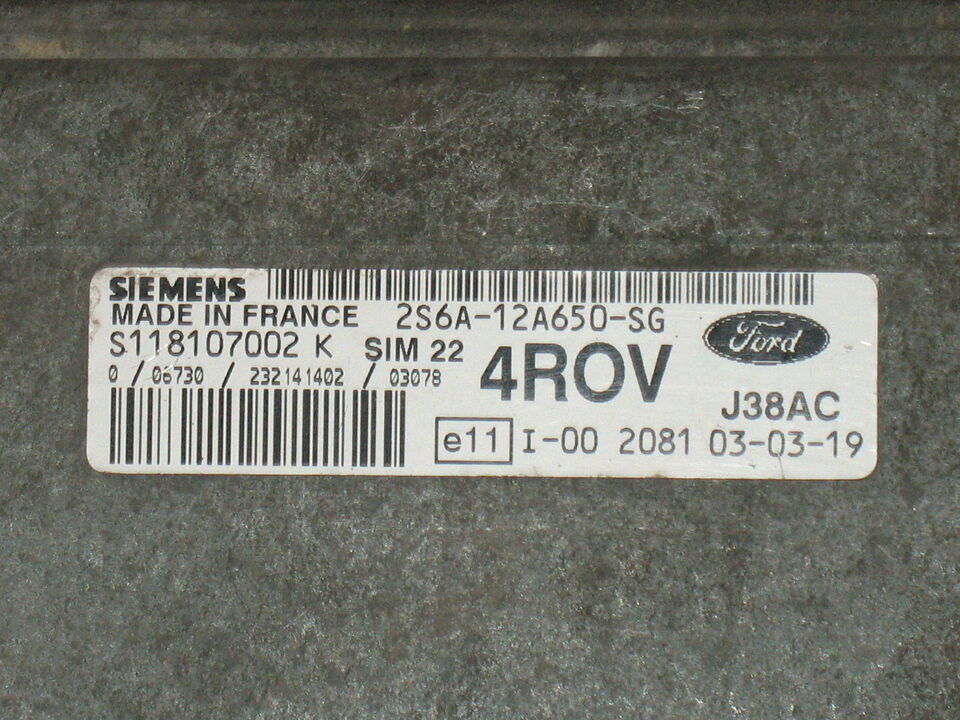 SIEMENS
MADE IN FRANCE 2S6A-12A650-SG
S118107002 K SIM 22 4ROV Ford
0 / 06730 / 232141402 / 03078
J38AC
e11 I-00 2081 03-03-19